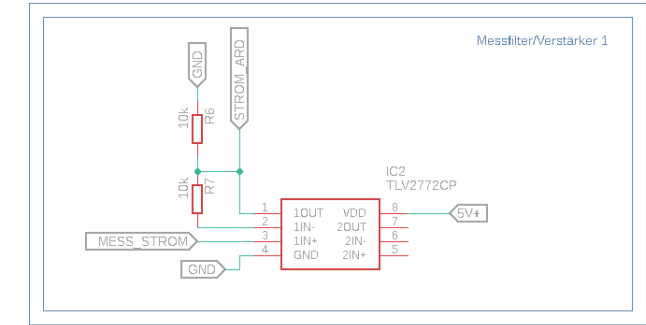 Messfilter/Verstärker 1
GND
STROM_ARD
10k
R6
10k
R7
IC2
TLV2772CP
1 1OUT VDD 8
2 1IN- 2OUT 7
3 1IN+ 2IN- 6
4 GND 2IN+ 5
5V+
MESS_STROM
GND